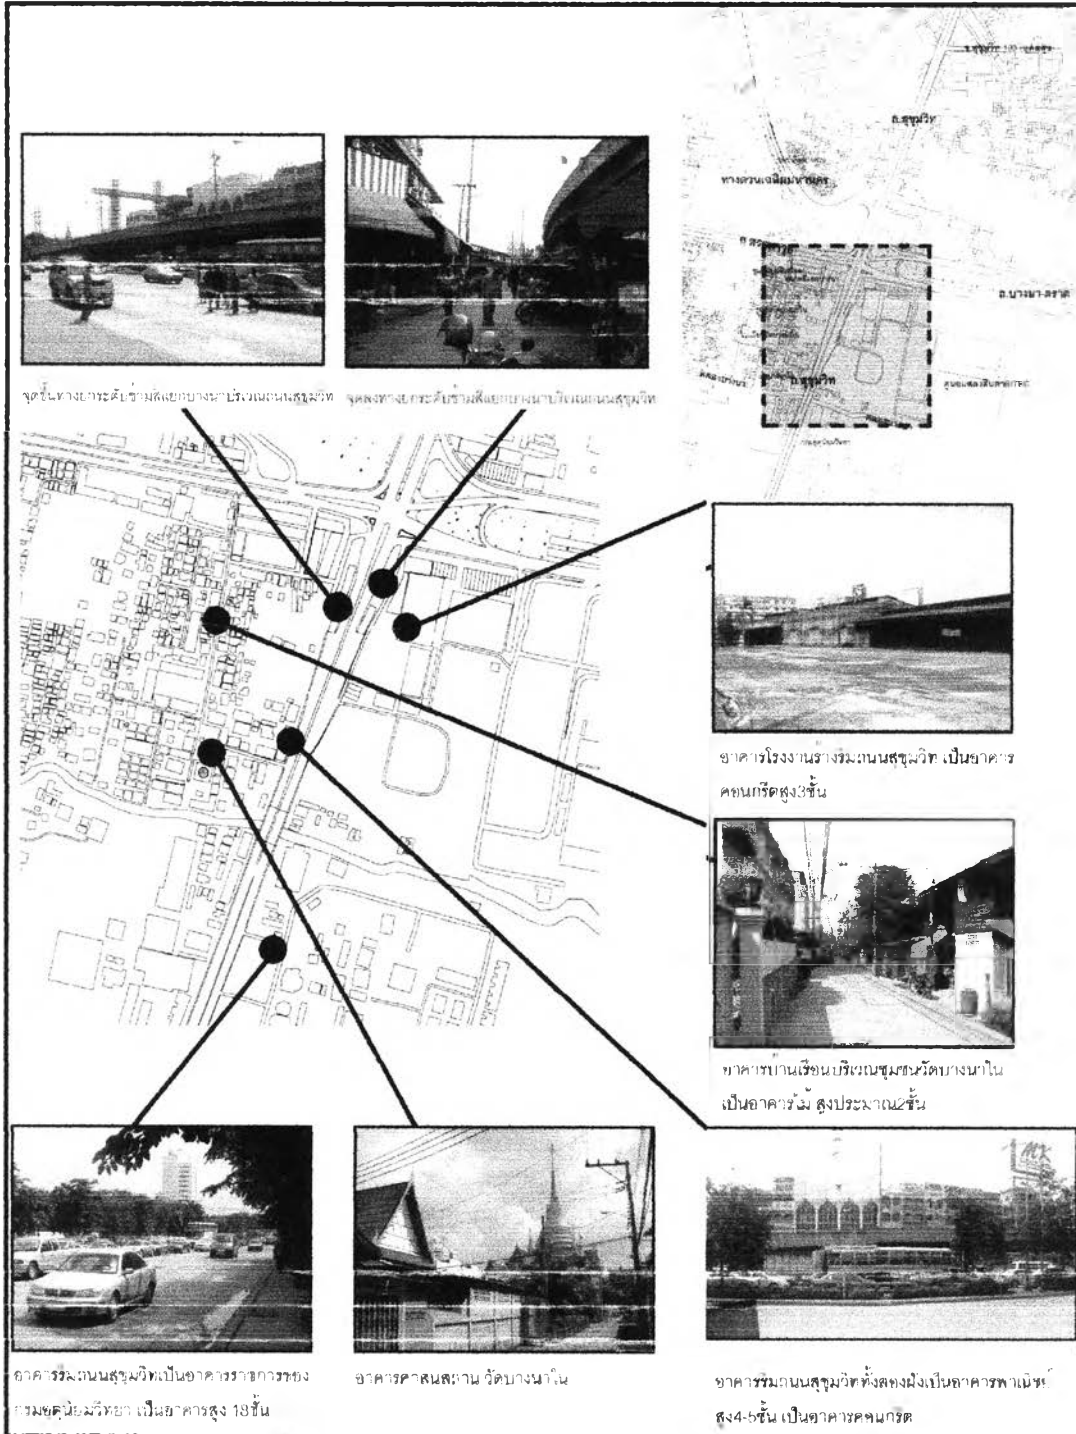 ถ.สุขุมวิท
ทางด่วนเฉลิมมหานคร
ถ.บางนา-ตราด
ถ.สุขุมวิท
จุดขึ้นทางยกระดับข้ามสี่แยกบางนาบริเวณถนนสุขุมวิท
จุดลงทางยกระดับข้ามสี่แยกบางนาบริเวณถนนสุขุมวิท
อาคารโรงงานร้างริมถนนสุขุมวิท เป็นอาคาร
คอนกรีตสูง3ชั้น
อาคารบ้านเรือนบริเวณชุมชนวัดบางนาใน
เป็นอาคารไม้ สูงประมาณ2ชั้น
MK
อาคารริมถนนสุขุมวิทเป็นอาคารราชการของ
กรมอุตุนิยมวิทยา เป็นอาคารสูง 18ชั้น
อาคารศาสนสถาน วัดบางนาใน
อาคารริมถนนสุขุมวิททั้งสองฝั่งเป็นอาคารพาณิชย์
สูง4-5ชั้น เป็นอาคารคอนกรีต